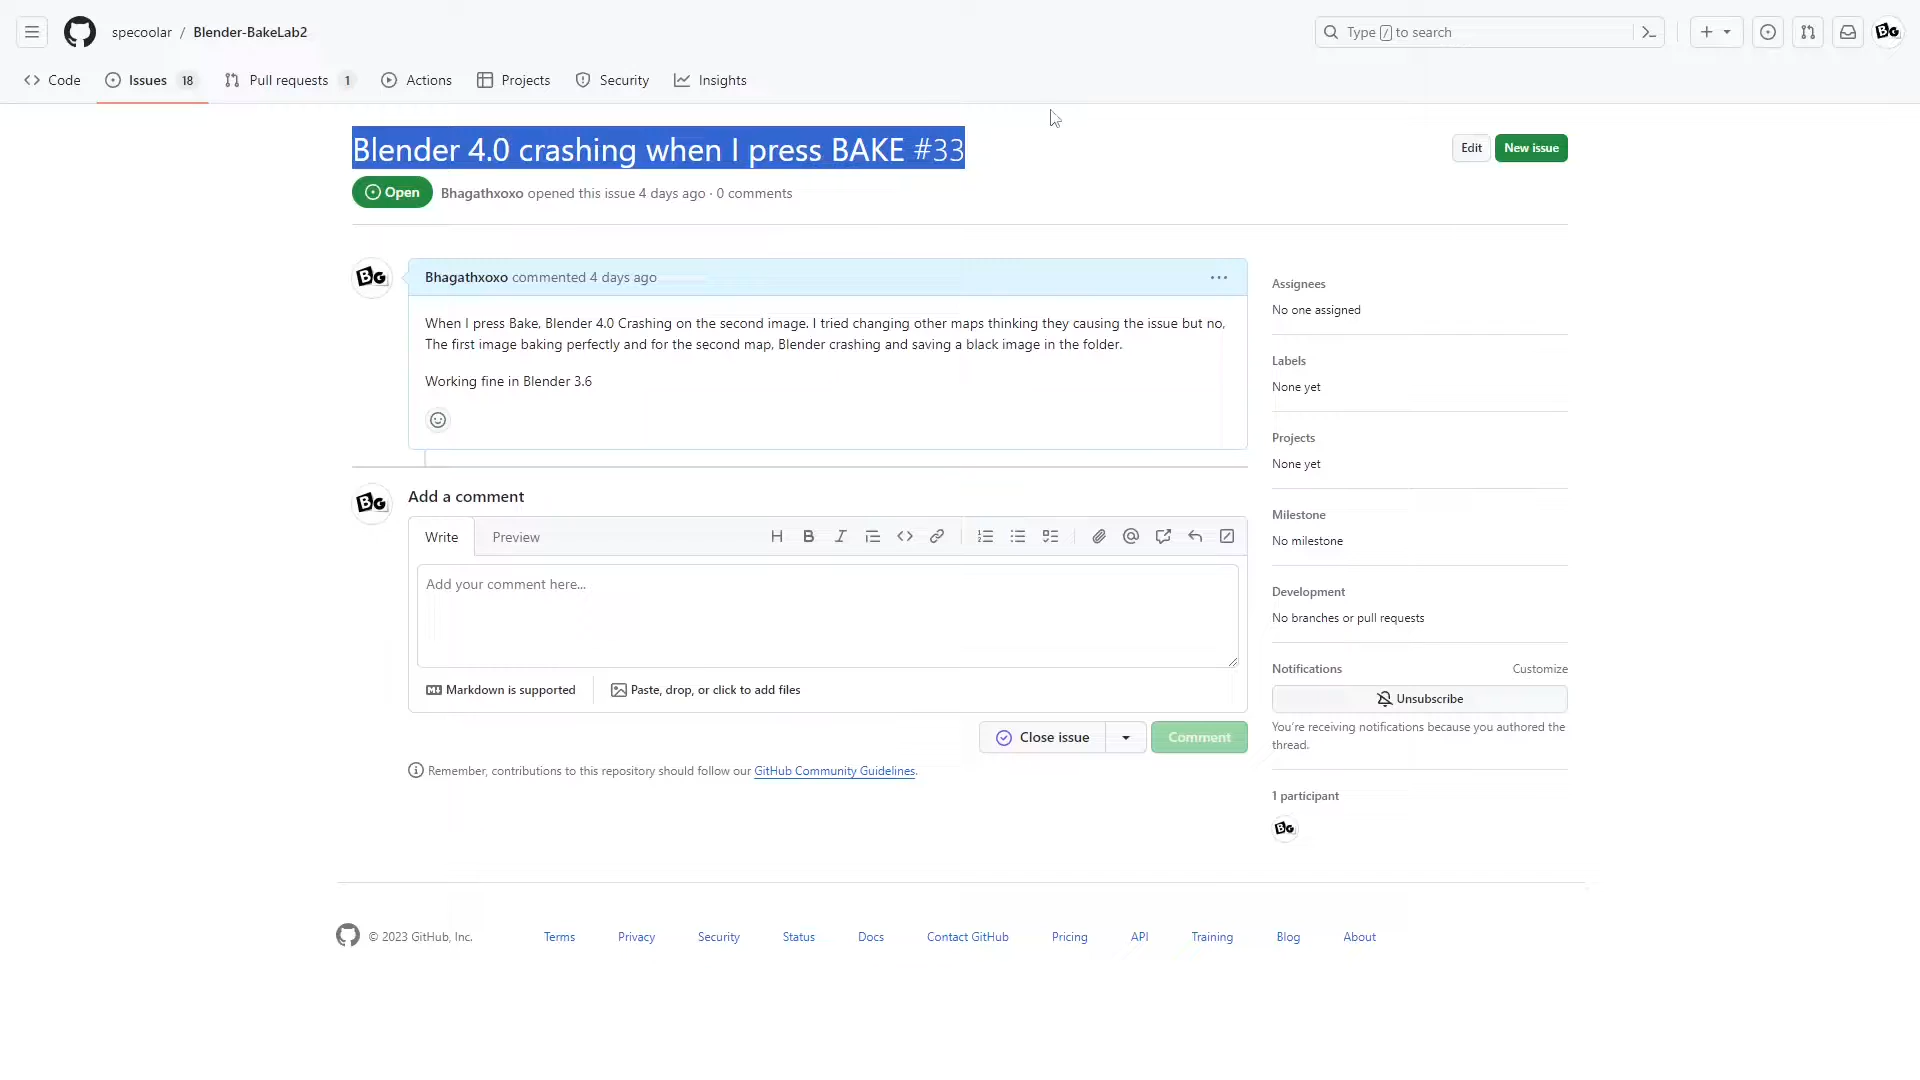 specoolar / Blender-BakeLab2
Type / to search
Code
Issues 18
Pull requests 1
Actions
Projects
Security
Insights
Blender 4.0 crashing when I press BAKE #33
Edit
New issue
Open
Bhagathxoxo opened this issue 4 days ago · 0 comments
BG
Bhagathxoxo commented 4 days ago
When I press Bake, Blender 4.0 Crashing on the second image. I tried changing other maps thinking they causing the issue but no,
The first image baking perfectly and for the second map, Blender crashing and saving a black image in the folder.
Working fine in Blender 3.6
BG
Add a comment
Write
Preview
Add your comment here...
Markdown is supported
Paste, drop, or click to add files
Close issue
Comment
Remember, contributions to this repository should follow our GitHub Community Guidelines.
Assignees
No one assigned
Labels
None yet
Projects
None yet
Milestone
No milestone
Development
No branches or pull requests
Notifications
Customize
Unsubscribe
You're receiving notifications because you authored the
thread.
1 participant
BG
© 2023 GitHub, Inc.
Terms
Privacy
Security
Status
Docs
Contact GitHub
Pricing
API
Training
Blog
About